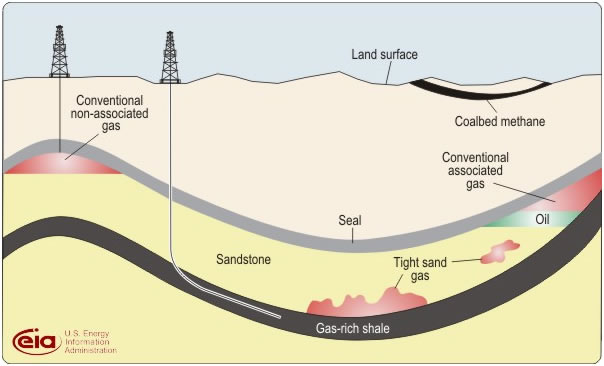 Land surface
Conventional
non-associated
gas
Coalbed methane
Conventional
associated
gas
Seal
Oil
Sandstone
Tight sand
gas
Gas-rich shale
eia
U.S. Energy
Information
Administration